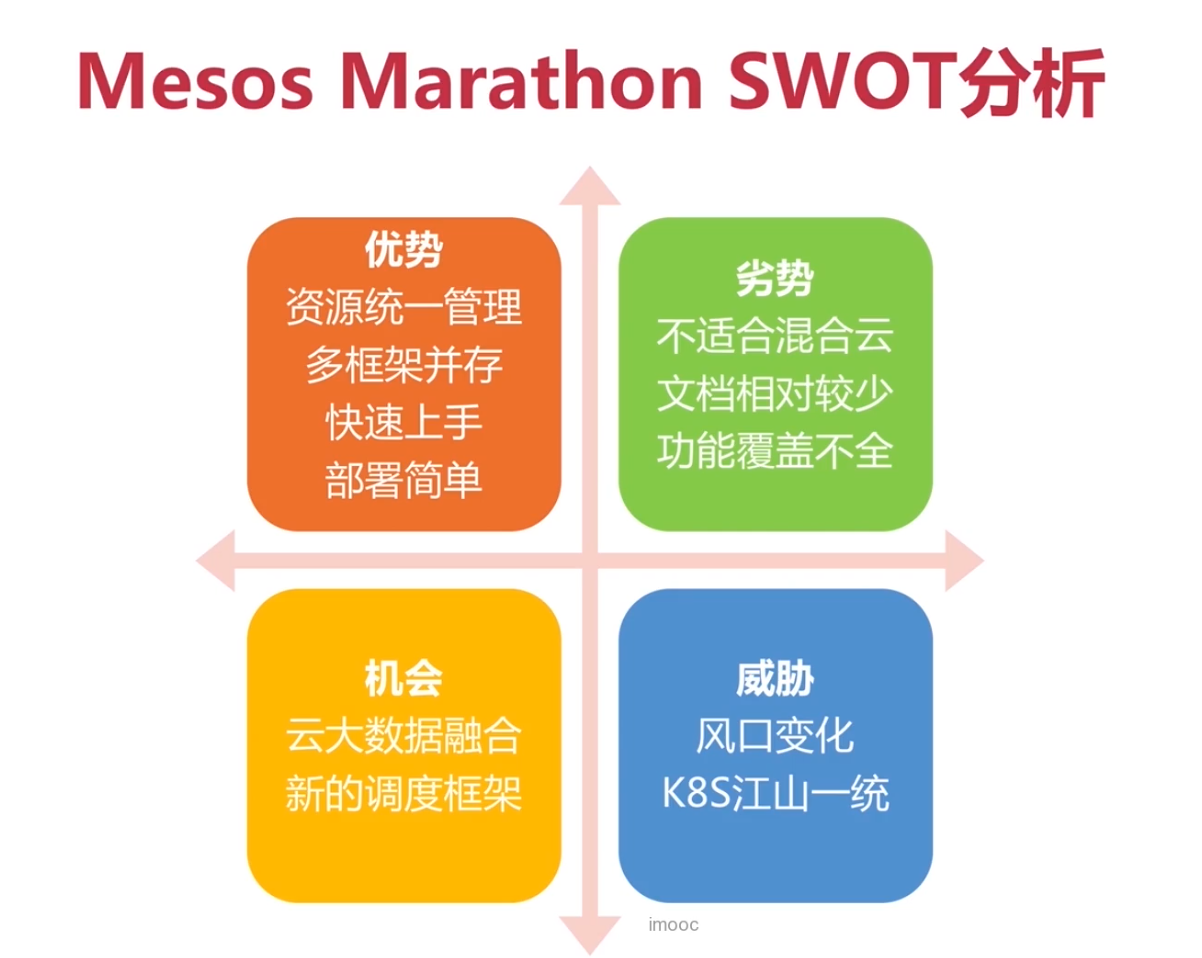 Mesos Marathon SWOT分析
优势
资源统一管理
多框架并存
快速上手
部署简单
劣势
不适合混合云
文档相对较少
功能覆盖不全
机会
云大数据融合
新的调度框架
威胁
风口变化
K8S江山一统
imooc